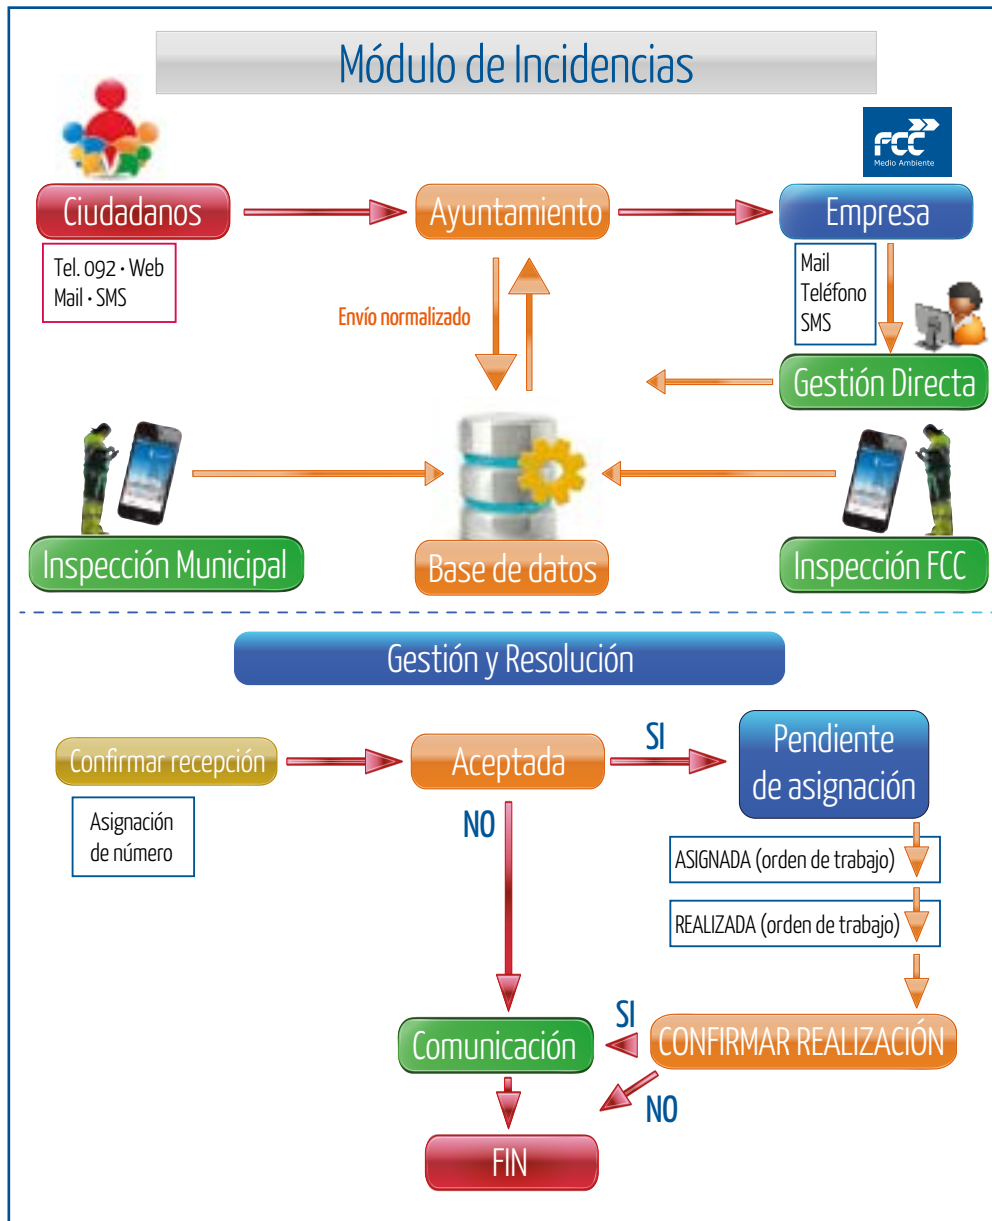 Módulo de Incidencias
FCC
Medio Ambiente
Ciudadanos
Ayuntamiento
Empresa
Tel. 092 · Web
Mail · SMS
Envío normalizado
Mail
Teléfono
SMS
Gestión Directa
Inspección Municipal
Base de datos
Inspección FCC
Gestión y Resolución
Confirmar recepción
Aceptada
SI
Pendiente
de asignación
Asignación
de número
NO
ASIGNADA (orden de trabajo)
REALIZADA (orden de trabajo)
Comunicación
SI
CONFIRMAR REALIZACIÓN
NO
FIN